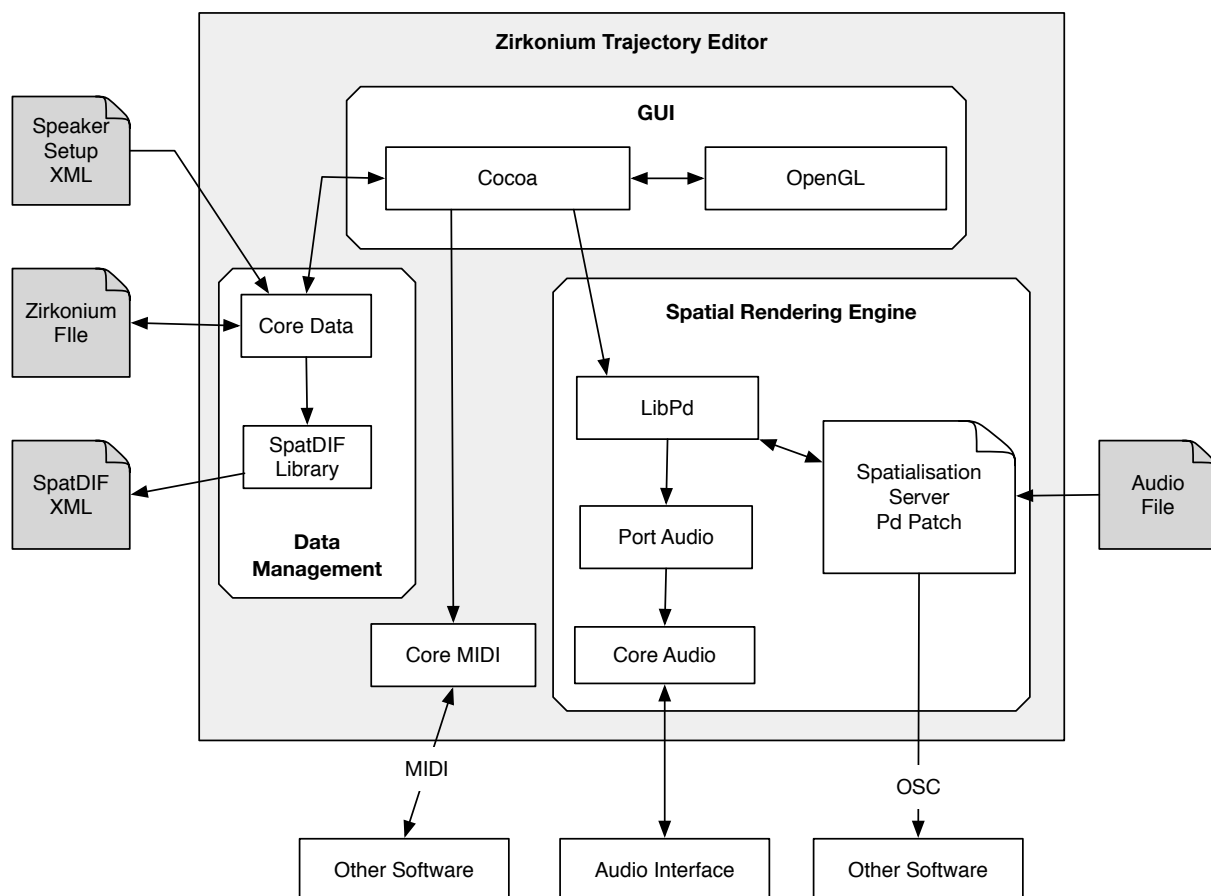 Zirkonium Trajectory Editor
GUI
Speaker
Setup
XML
Cocoa
OpenGL
Zirkonium
FIle
Core Data
Spatial Rendering Engine
LibPd
SpatDIF
XML
SpatDIF
Library
Spatialisation
Server
Pd Patch
Audio
File
Port Audio
Data
Management
Core MIDI
Core Audio
MIDI
OSC
Other Software
Audio Interface
Other Software